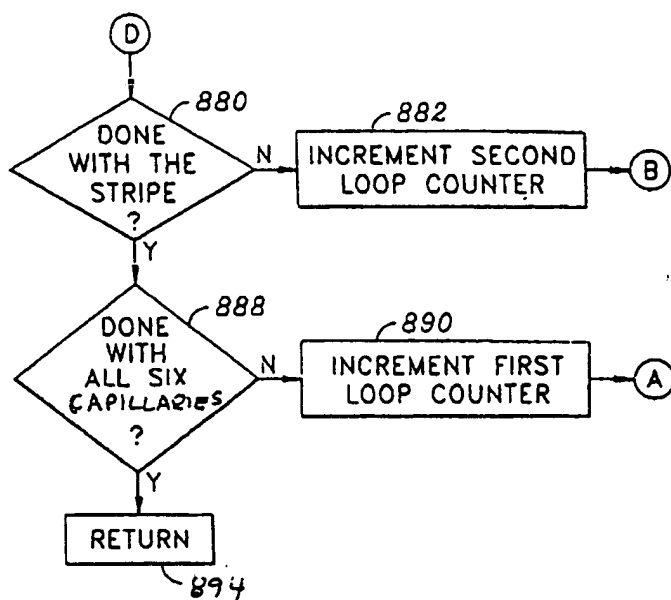 D
880
DONE
WITH THE
STRIPE
?
N
882
INCREMENT SECOND
LOOP COUNTER
B
Y
888
DONE
WITH
ALL SIX
CAPILLARIES
?
N
890
INCREMENT FIRST
LOOP COUNTER
A
Y
RETURN
894